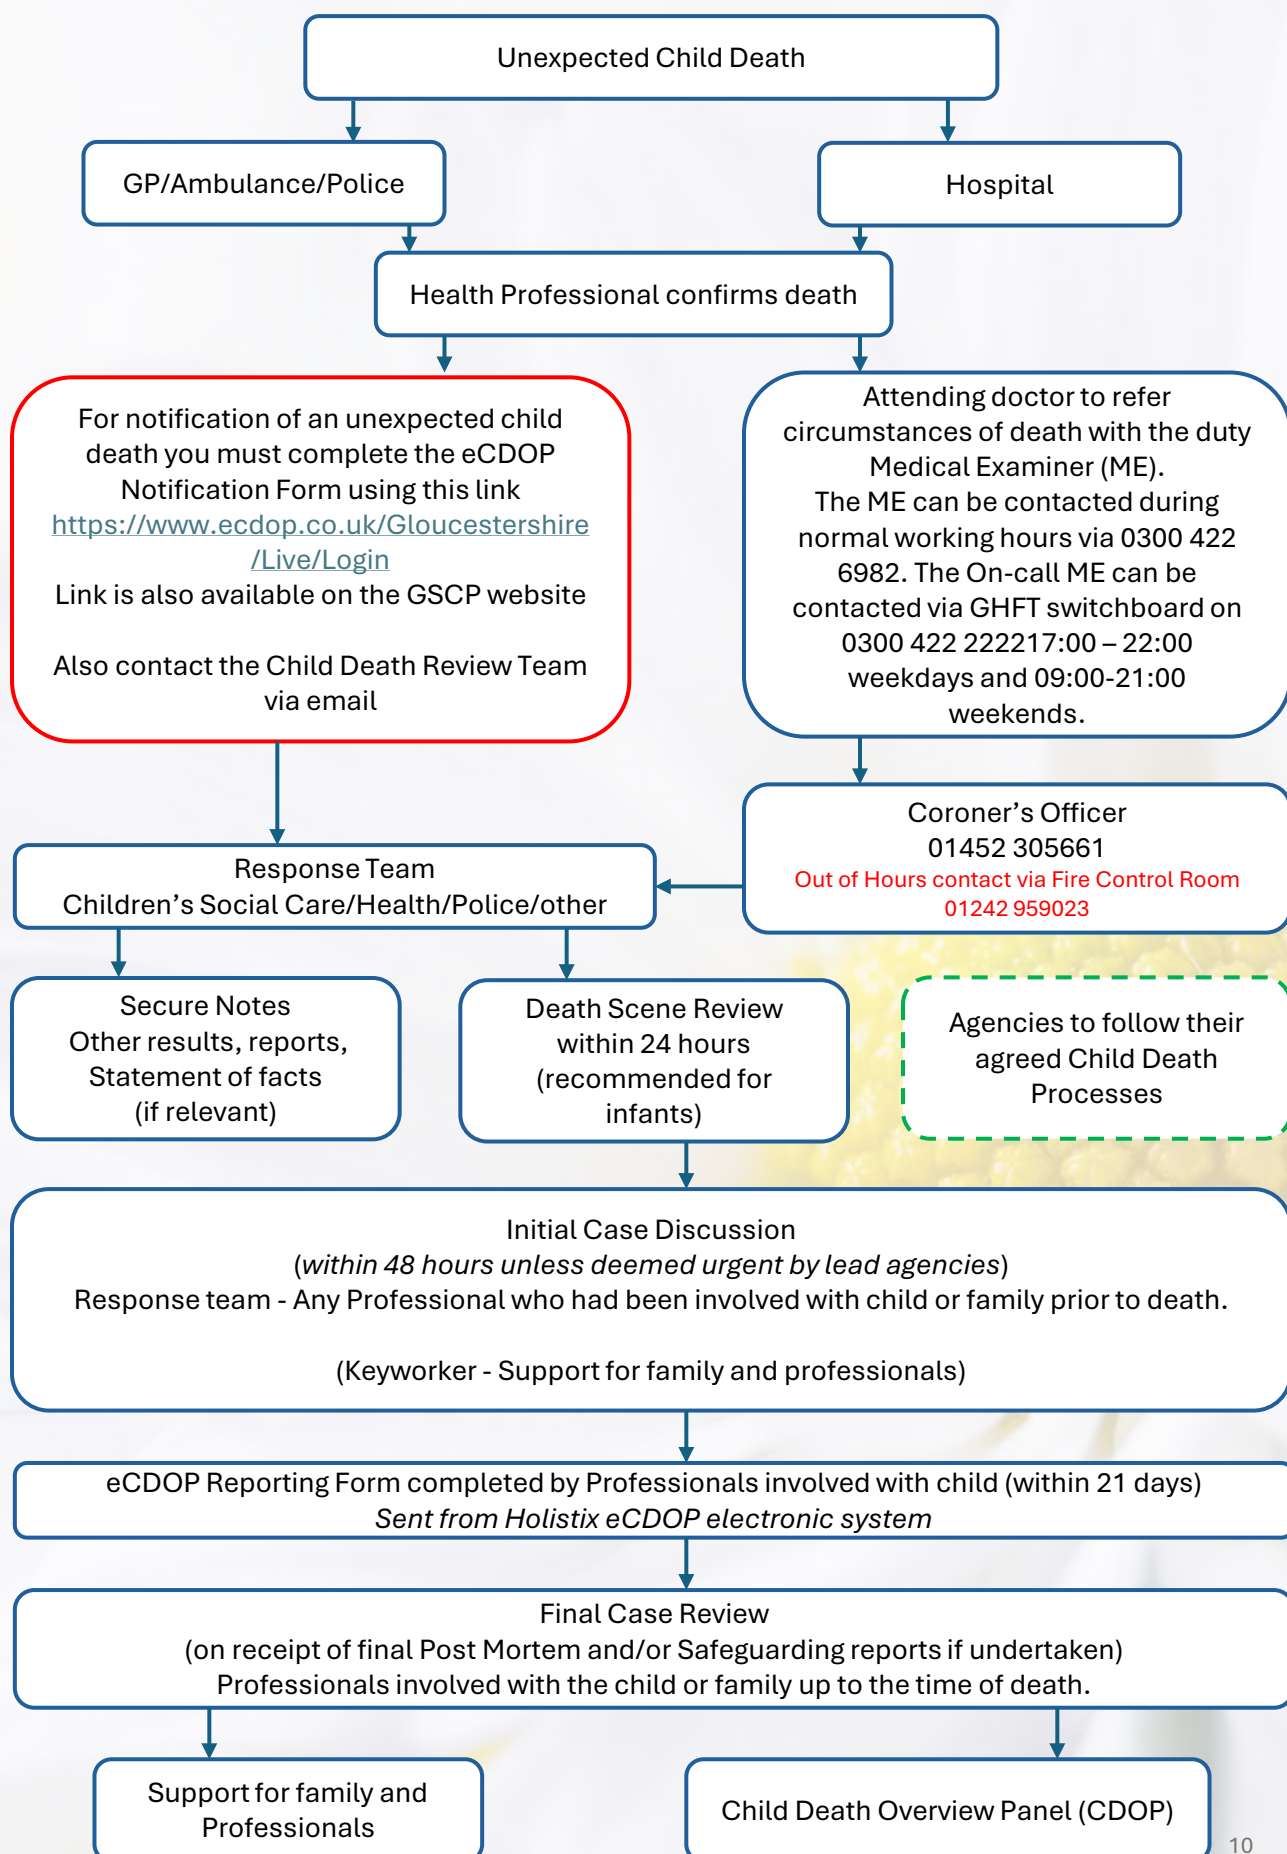 Unexpected Child Death
GP/Ambulance/Police
Hospital
Health Professional confirms death
For notification of an unexpected child
death you must complete the eCDOP
Notification Form using this link
https://www.ecdop.co.uk/Gloucestershire
/Live/Login
Link is also available on the GSCP website
Also contact the Child Death Review Team
via email
Attending doctor to refer
circumstances of death with the duty
Medical Examiner (ME).
The ME can be contacted during
normal working hours via 0300 422
6982. The On-call ME can be
contacted via GHFT switchboard on
0300 422 222217:00 – 22:00
weekdays and 09:00-21:00
weekends.
Coroner’s Officer
01452 305661
Out of Hours contact via Fire Control Room
01242 959023
Response Team
Children’s Social Care/Health/Police/other
Secure Notes
Other results, reports,
Statement of facts
(if relevant)
Death Scene Review
within 24 hours
(recommended for
infants)
Agencies to follow their
agreed Child Death
Processes
Initial Case Discussion
(within 48 hours unless deemed urgent by lead agencies)
Response team - Any Professional who had been involved with child or family prior to death.
(Keyworker - Support for family and professionals)
eCDOP Reporting Form completed by Professionals involved with child (within 21 days)
Sent from Holistix eCDOP electronic system
Final Case Review
(on receipt of final Post Mortem and/or Safeguarding reports if undertaken)
Professionals involved with the child or family up to the time of death.
Support for family and
Professionals
Child Death Overview Panel (CDOP)
10